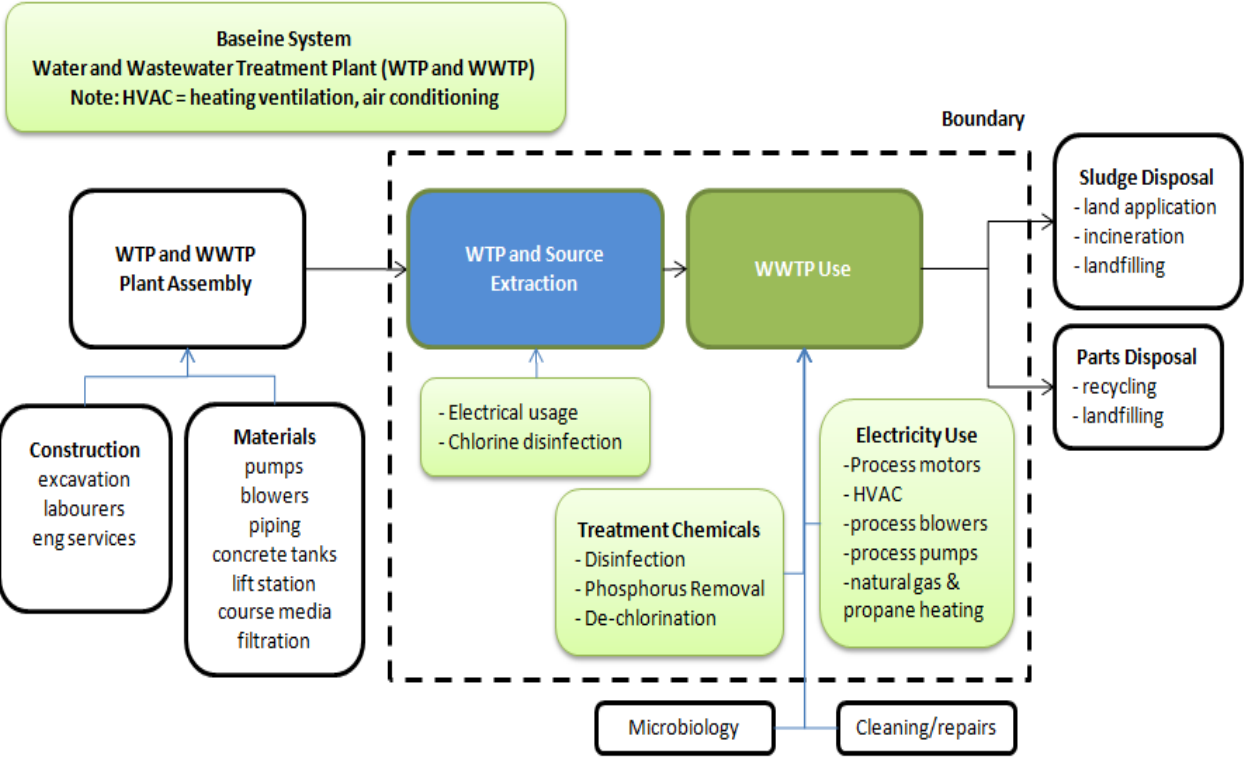 Baseine System
Water and Wastewater Treatment Plant (WTP and WWTP)
Note: HVAC = heating ventilation, air conditioning
Boundary
WTP and WWTP
Plant Assembly
WTP and Source
Extraction
WWTP Use
Sludge Disposal
- land application
- incineration
- landfilling
Parts Disposal
- recycling
- landfilling
Construction
excavation
labourers
eng services
Materials
pumps
blowers
piping
concrete tanks
lift station
course media
filtration
- Electrical usage
- Chlorine disinfection
Treatment Chemicals
- Disinfection
- Phosphorus Removal
- De-chlorination
Electricity Use
-Process motors
- HVAC
-process blowers
-process pumps
-natural gas &
propane heating
Microbiology
Cleaning/repairs